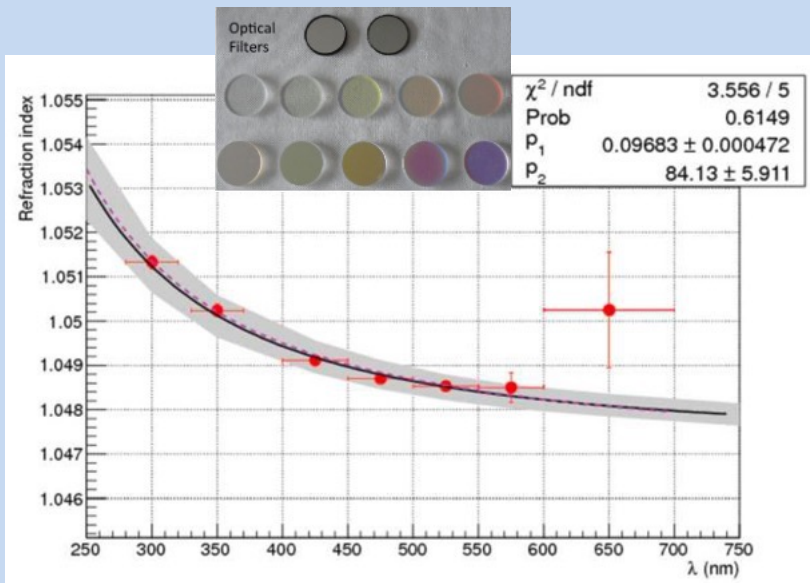 Optical
Filters
χ² / ndf 3.556 / 5
Prob 0.6149
p₁ 0.09683 ± 0.000472
p₂ 84.13 ± 5.911
Refraction index
1.055
1.054
1.053
1.052
1.051
1.05
1.049
1.048
1.047
1.046
250 300 350 400 450 500 550 600 650 700 750
λ (nm)